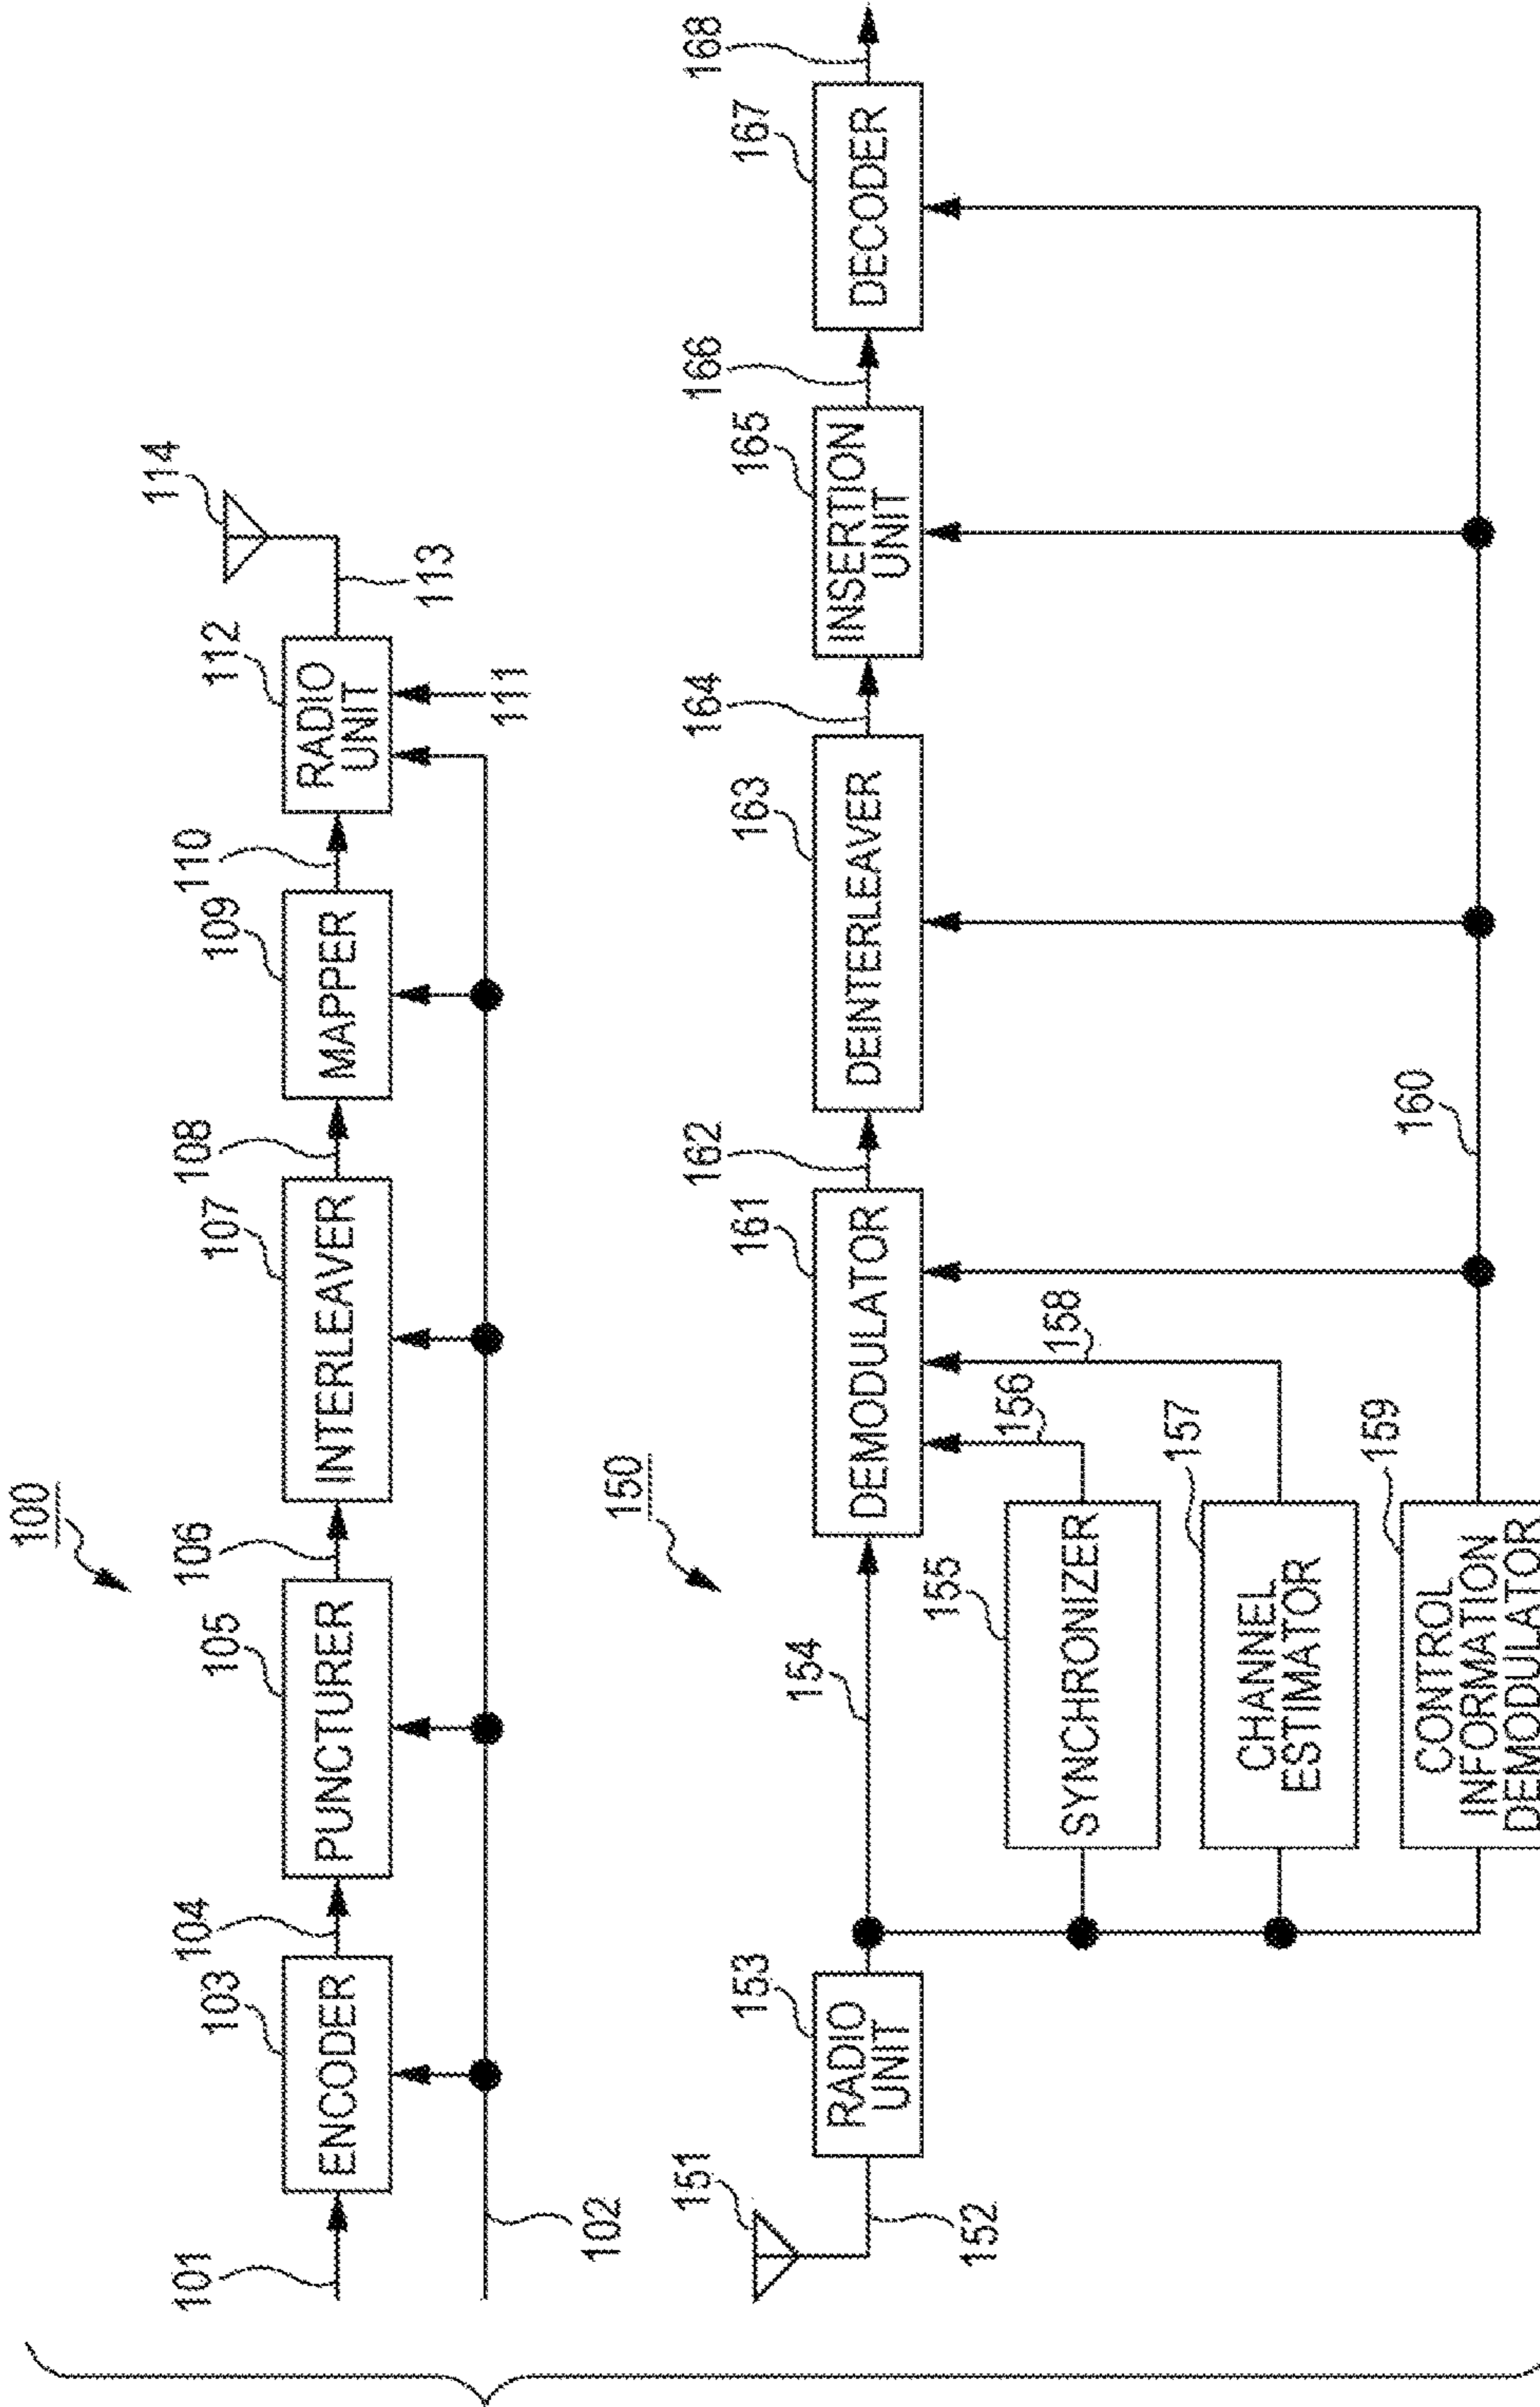 100
101
102
103
ENCODER
104
105
PUNCTURER
106
107
INTERLEAVER
108
109
MAPPER
110
112
RADIO
UNIT
111
113
114
150
151
152
153
RADIO
UNIT
154
155
SYNCHRONIZER
156
157
CHANNEL
ESTIMATOR
158
159
CONTROL
INFORMATION
DEMODULATOR
160
161
DEMODULATOR
162
163
DEINTERLEAVER
164
165
INSERTION
UNIT
166
167
DECODER
168